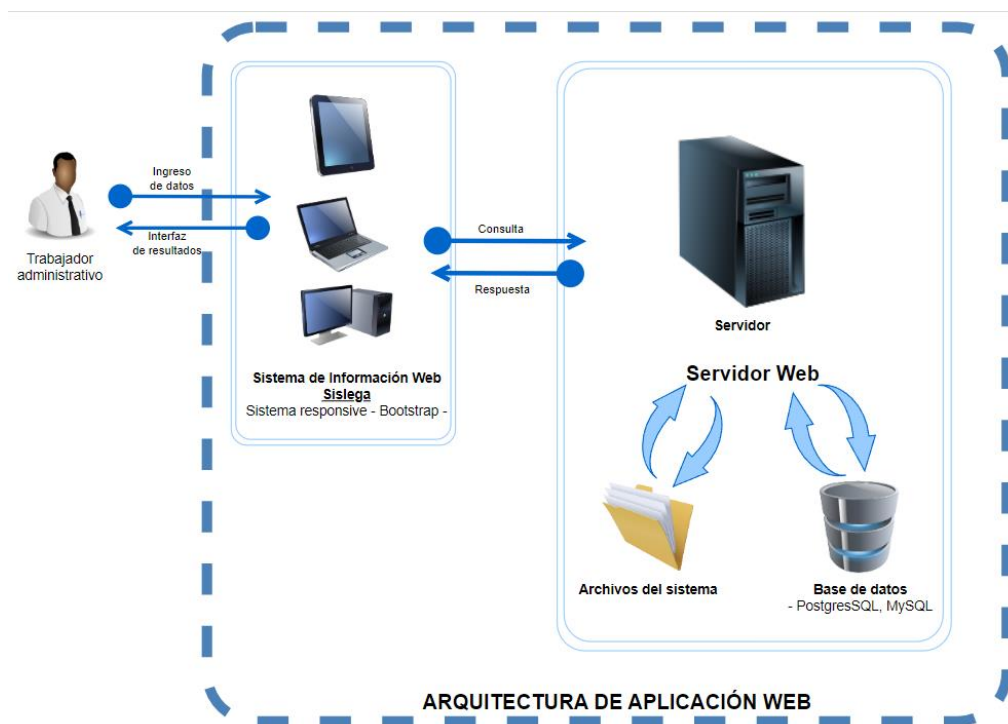 Trabajador
administrativo
Ingreso
de datos
Interfaz
de resultados
Sistema de Información Web
Sislega
Sistema responsive - Bootstrap -
Consulta
Respuesta
Servidor
Servidor Web
Archivos del sistema
Base de datos
- PostgresSQL, MySQL
ARQUITECTURA DE APLICACIÓN WEB